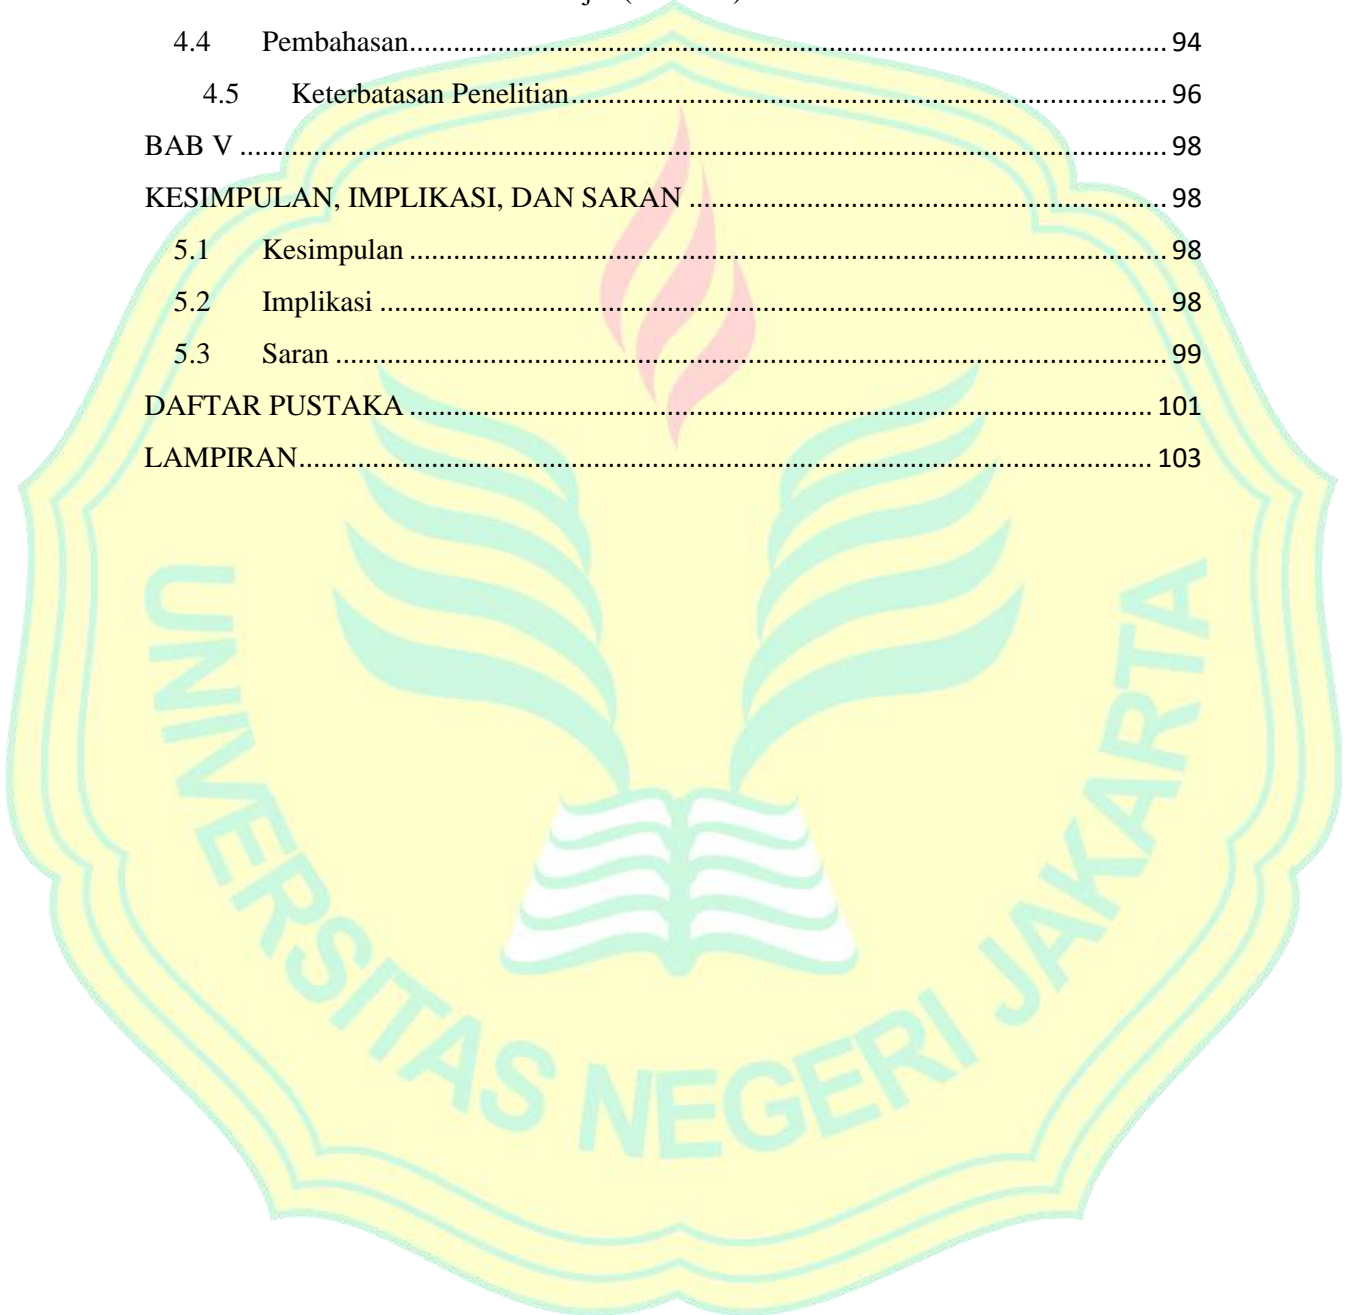 4.4 Pembahasan........................................................................................................ 94
4.5 Keterbatasan Penelitian................................................................................. 96
BAB V ............................................................................................................................. 98
KESIMPULAN, IMPLIKASI, DAN SARAN ................................................................ 98
5.1 Kesimpulan ...................................................................................................... 98
5.2 Implikasi .......................................................................................................... 98
5.3 Saran ................................................................................................................ 99
DAFTAR PUSTAKA .................................................................................................... 101
LAMPIRAN................................................................................................................... 103
UNIVERSITAS NEGERI JAKARTA